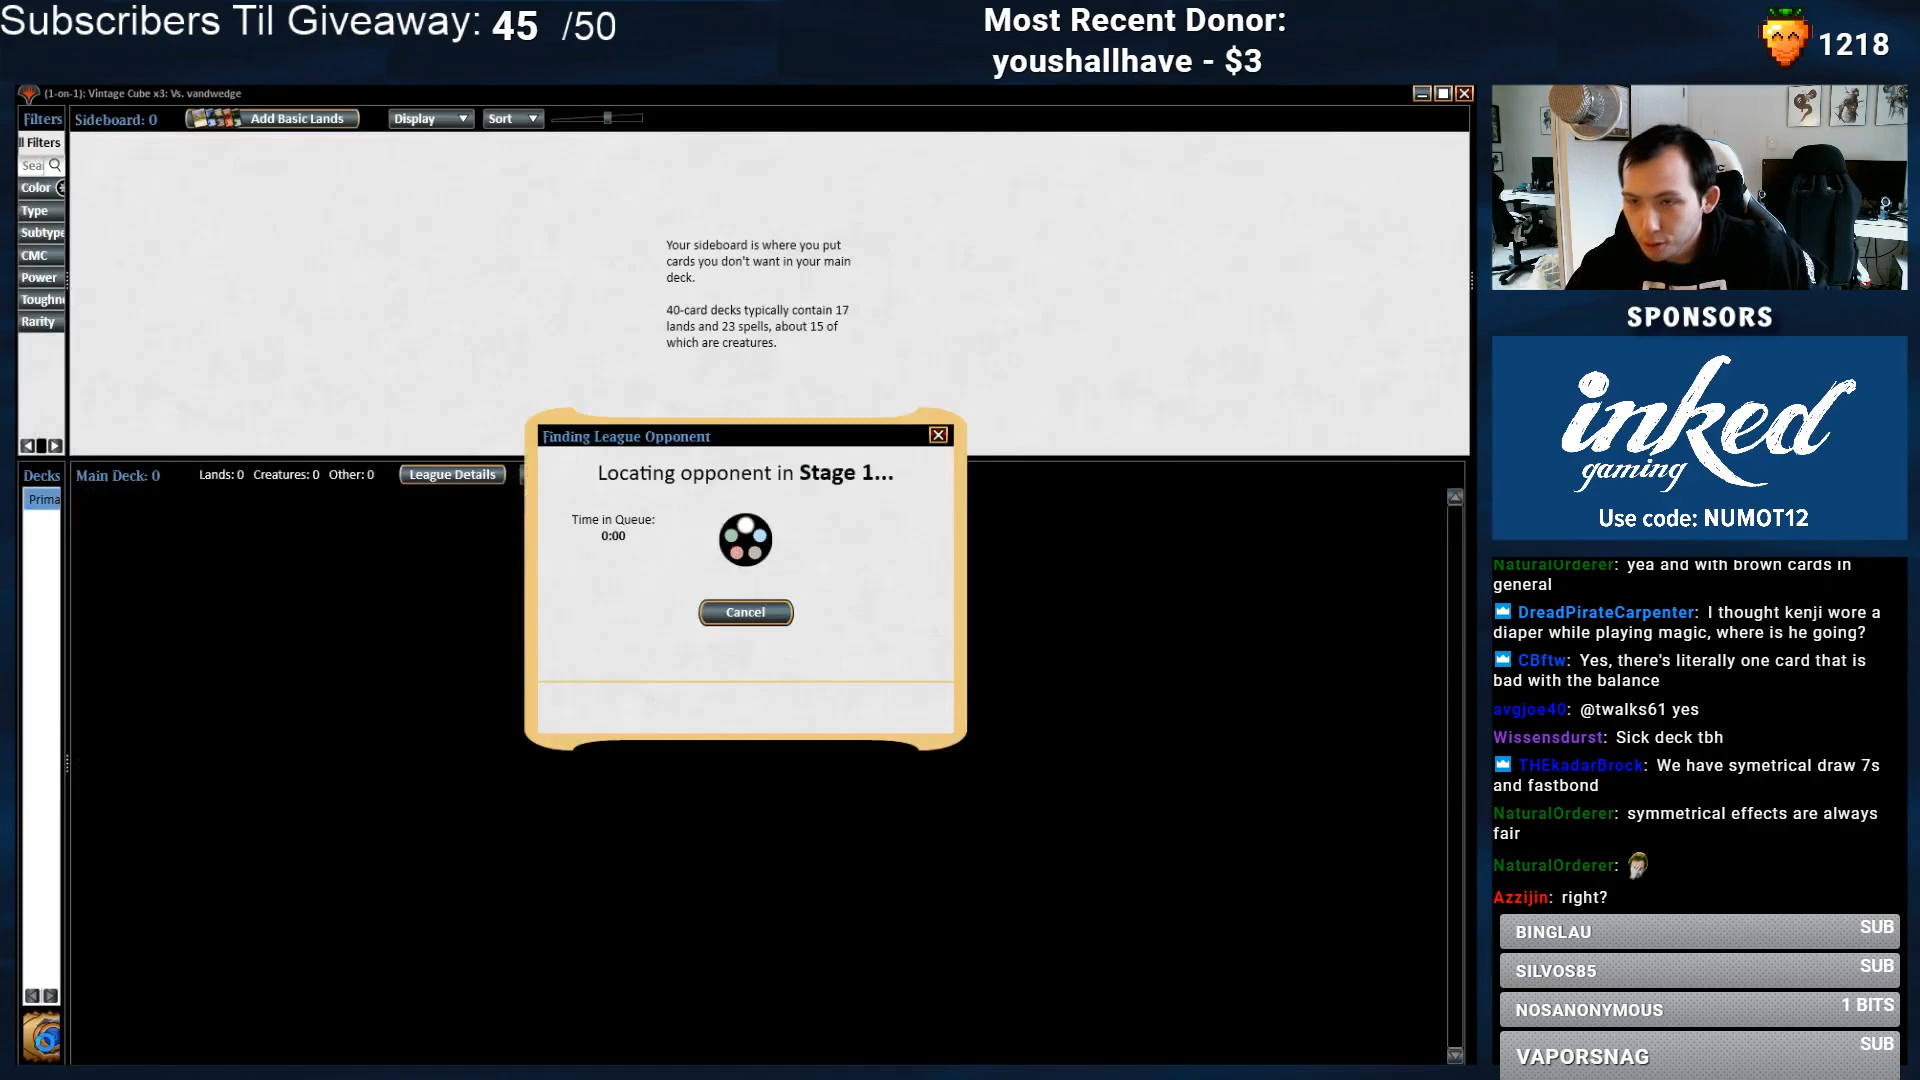 Subscribers Til Giveaway: 45 /50
Most Recent Donor:
youshallhave - $3
1218
(1-on-1): Vintage Cube x3: Vs. vandwedge
Filters
Sideboard: 0
Add Basic Lands
Display
Sort
ll Filters
Sea
Color
Type
Subtype
CMC
Power
Toughn
Rarity
Your sideboard is where you put
cards you don't want in your main
deck.
40-card decks typically contain 17
lands and 23 spells, about 15 of
which are creatures.
Decks
Main Deck: 0
Lands: 0 Creatures: 0 Other: 0
League Details
Prima
Finding League Opponent
Locating opponent in Stage 1...
Time in Queue:
0:00
Cancel
SPONSORS
inked
gaming
Use code: NUMOT12
NaturalOrderer: yea and with brown cards in
general
DreadPirateCarpenter: I thought kenji wore a
diaper while playing magic, where is he going?
CBftw: Yes, there's literally one card that is
bad with the balance
avgjoe40: @twalks61 yes
Wissensdurst: Sick deck tbh
THEkadarBrock: We have symetrical draw 7s
and fastbond
NaturalOrderer: symmetrical effects are always
fair
NaturalOrderer:
Azzijin: right?
BINGLAU SUB
SILVOS85 SUB
NOSANONYMOUS 1 BITS
VAPORSNAG SUB